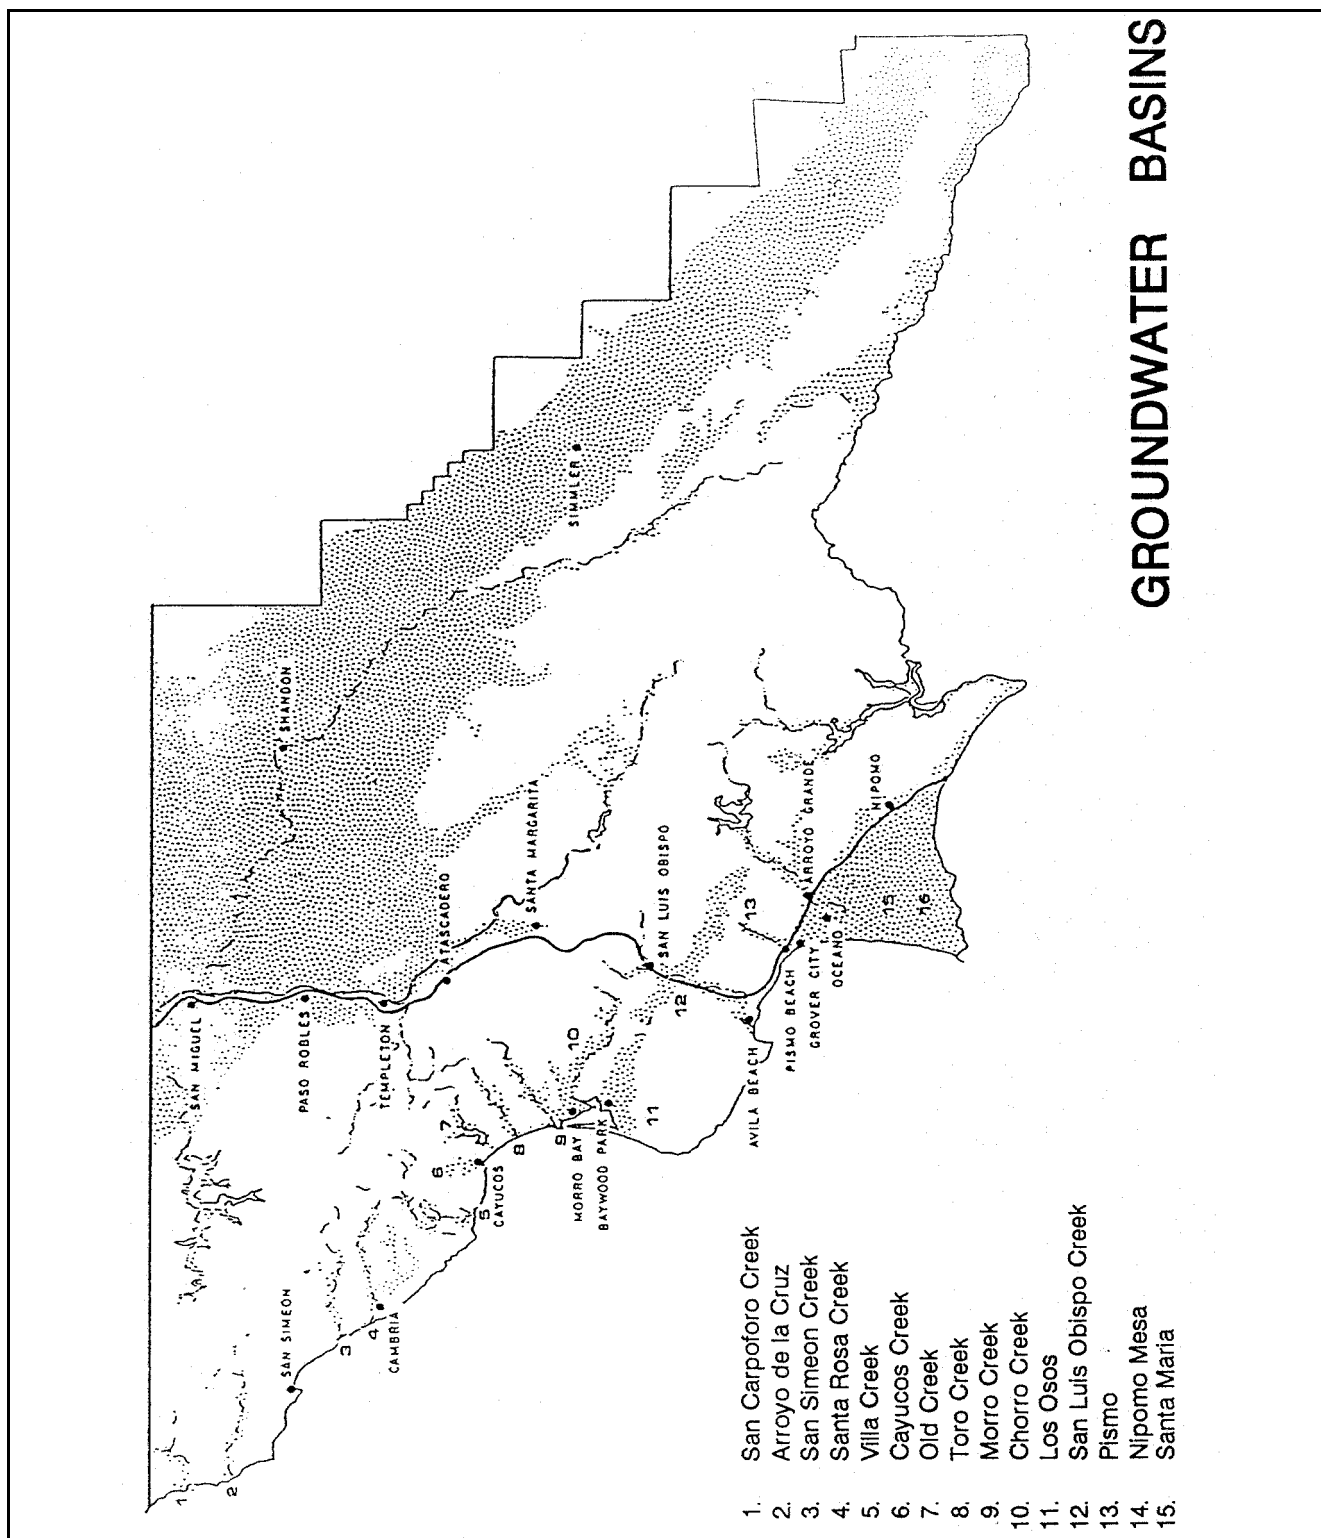 GROUNDWATER BASINS
SAN MIGUEL
PASO ROBLES
TEMPLETON
ATASCADERO
SANTA MARGARITA
SHANDON
SIMMLER
SAN LUIS OBISPO
SAN SIMEON
CAMBRIA
CAYUCOS
MORRO BAY
BAYWOOD PARK
AVILA BEACH
PISMO BEACH
GROVER CITY
OCEANO
ARROYO GRANDE
NIPOMO
1
2
3
4
5
6
7
8
9
10
11
12
13
15
16
1. San Carpoforo Creek
2. Arroyo de la Cruz
3. San Simeon Creek
4. Santa Rosa Creek
5. Villa Creek
6. Cayucos Creek
7. Old Creek
8. Toro Creek
9. Morro Creek
10. Chorro Creek
11. Los Osos
12. San Luis Obispo Creek
13. Pismo
14. Nipomo Mesa
15. Santa Maria